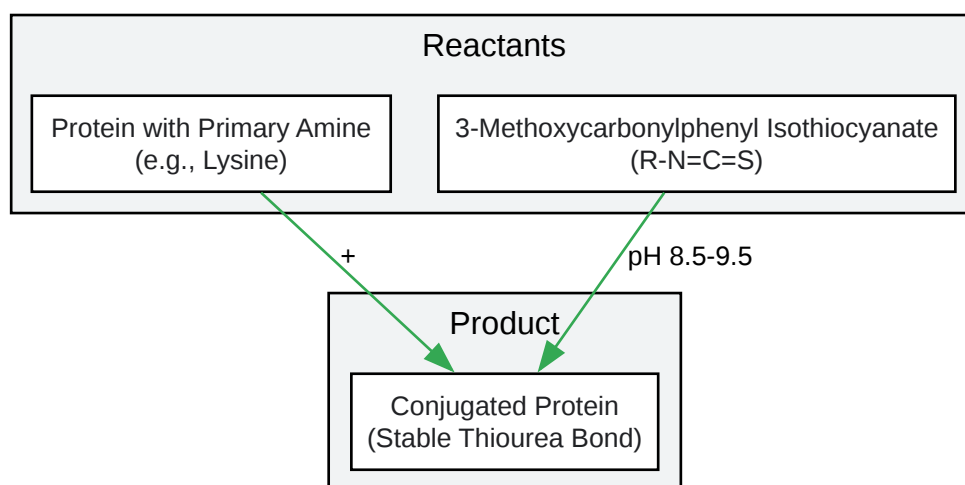 Reactants
Protein with Primary Amine
(e.g., Lysine)
3-Methoxycarbonylphenyl Isothiocyanate
(R-N=C=S)
+
pH 8.5-9.5
Product
Conjugated Protein
(Stable Thiourea Bond)